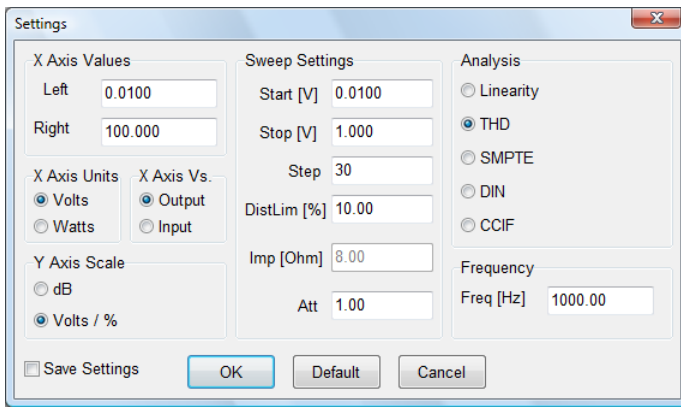 Settings
X Axis Values
Left 0.0100
Right 100.000
X Axis Units
Volts
Watts
X Axis Vs.
Output
Input
Y Axis Scale
dB
Volts / %
Sweep Settings
Start [V] 0.0100
Stop [V] 1.000
Step 30
DistLim [%] 10.00
Imp [Ohm] 8.00
Att 1.00
Analysis
Linearity
THD
SMPTE
DIN
CCIF
Frequency
Freq [Hz] 1000.00
Save Settings
OK
Default
Cancel